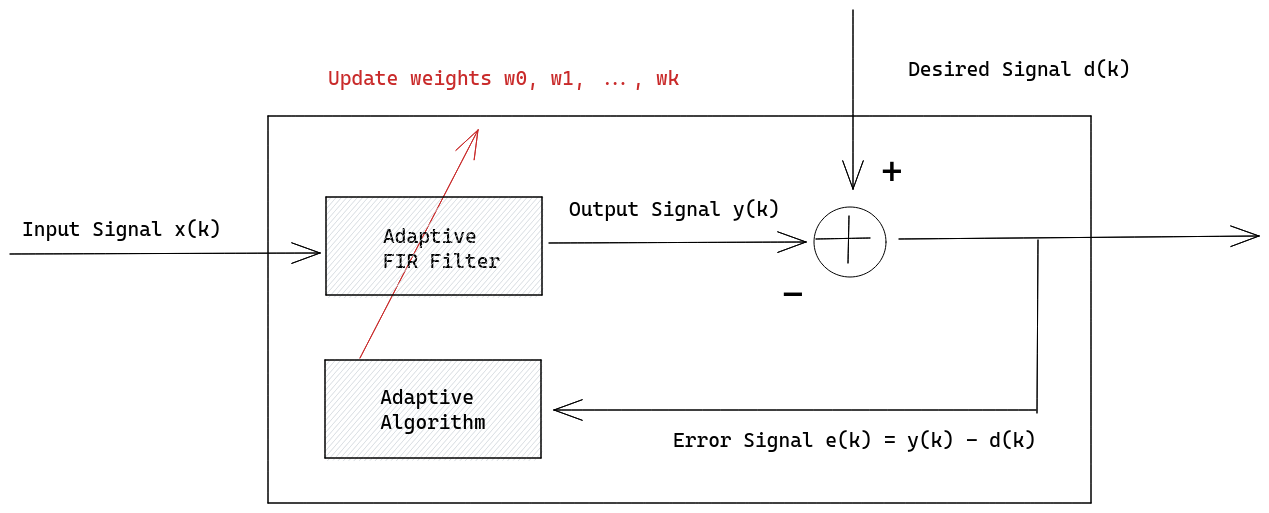 Update weights w0, w1, ..., wk
Desired Signal d(k)
+
Input Signal x(k)
Output Signal y(k)
Adaptive
FIR Filter
−
Adaptive
Algorithm
Error Signal e(k) = y(k) − d(k)